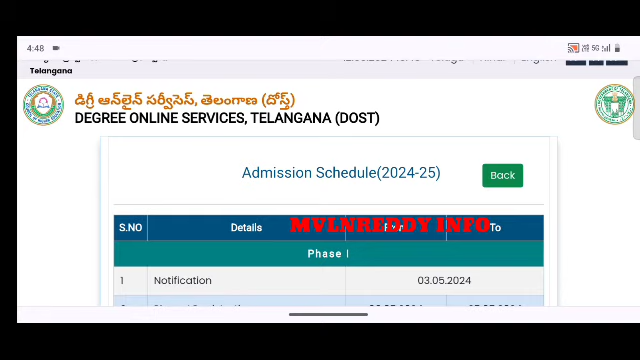 4:48
Telangana
డిగ్రీ ఆన్‌లైన్ సర్వీసెస్, తెలంగాణ (దోస్త్)
DEGREE ONLINE SERVICES, TELANGANA (DOST)
Admission Schedule(2024-25)
Back
S.NO Details To
MVLNREDDY INFO
Phase I
1 Notification 03.05.2024